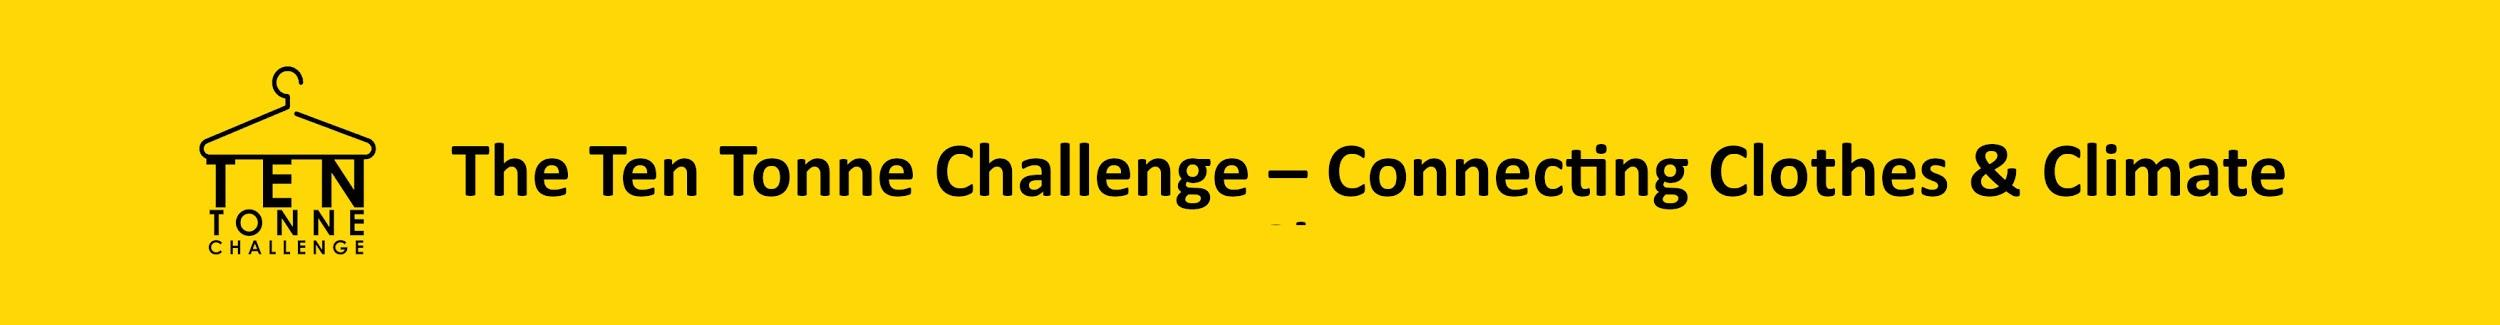 TEN
TONNE
CHALLENGE
The Ten Tonne Challenge – Connecting Clothes & Climate